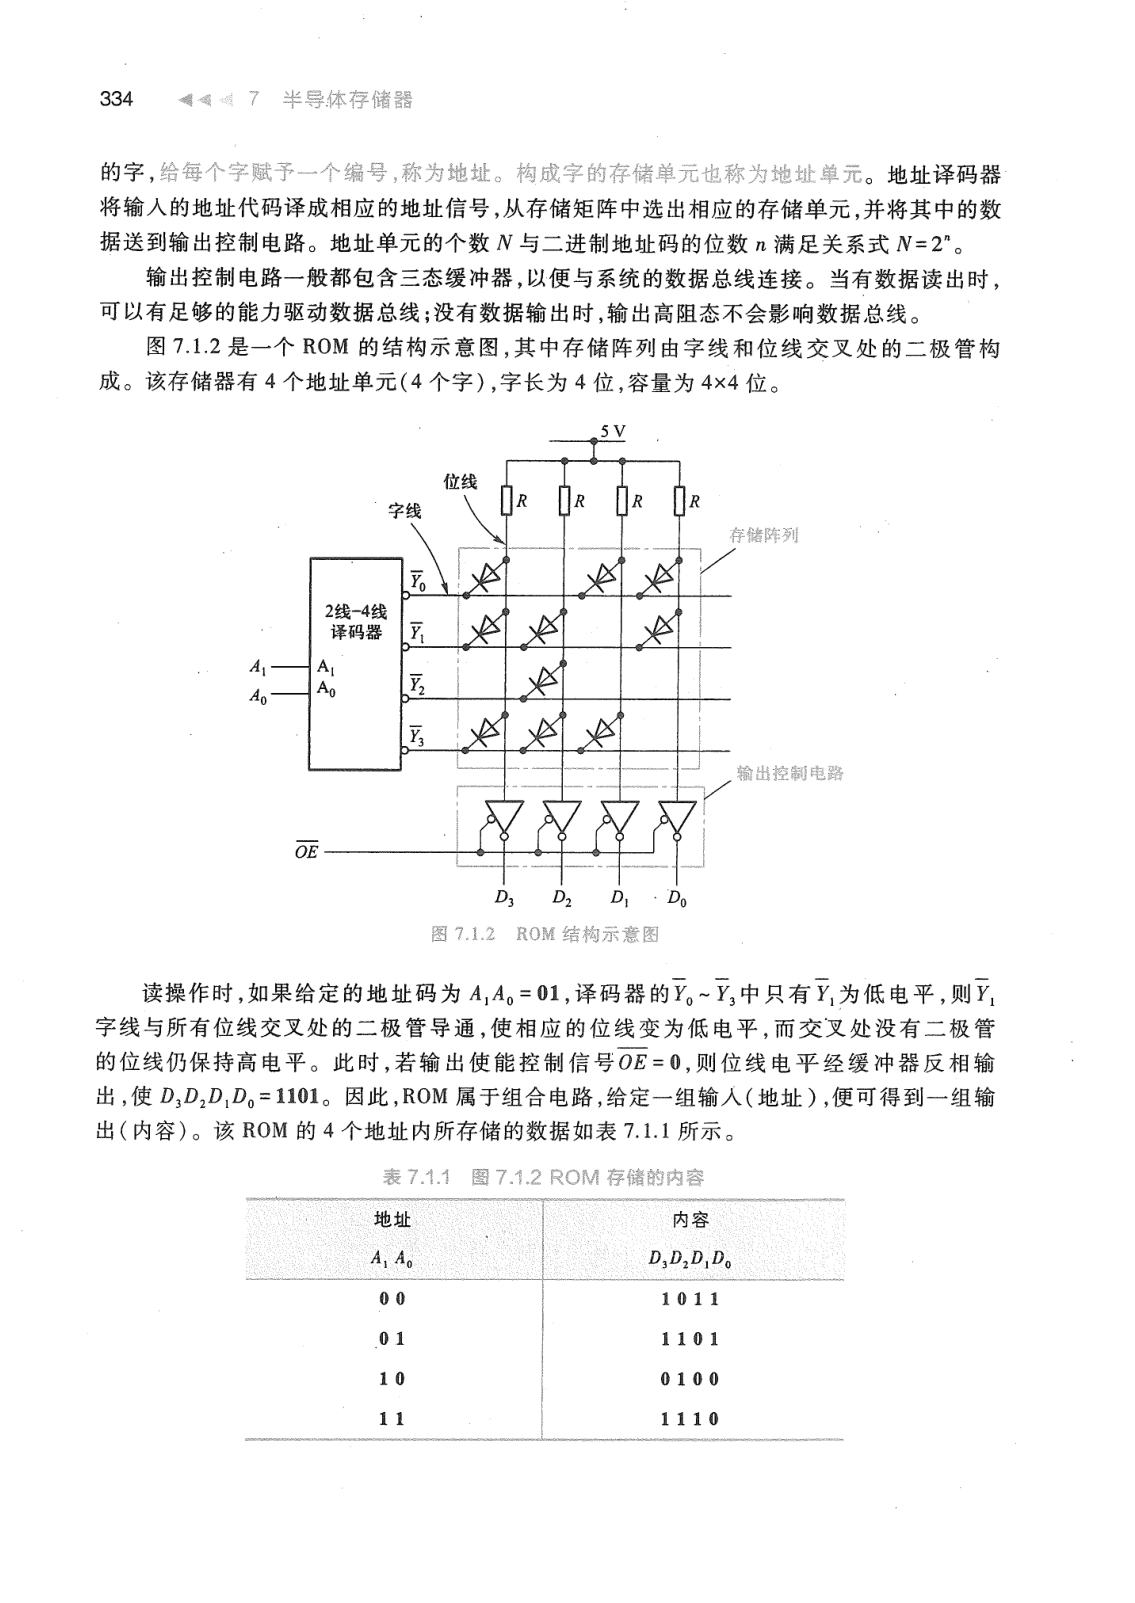 334 7 半导体存储器
的字,给每个字赋予一个编号,称为地址。构成字的存储单元也称为地址单元。地址译码器
将输入的地址代码译成相应的地址信号,从存储矩阵中选出相应的存储单元,并将其中的数
据送到输出控制电路。地址单元的个数 N 与二进制地址码的位数 n 满足关系式 N=2ⁿ。
输出控制电路一般都包含三态缓冲器,以便与系统的数据总线连接。当有数据读出时,
可以有足够的能力驱动数据总线;没有数据输出时,输出高阻态不会影响数据总线。
图 7.1.2 是一个 ROM 的结构示意图,其中存储阵列由字线和位线交叉处的二极管构
成。该存储器有 4 个地址单元(4 个字),字长为 4 位,容量为 4×4 位。
5 V
位线
R R R R
字线
存储阵列
Y̅₀
2线-4线
译码器
Y̅₁
A₁ A₁
A₀ A₀
Y̅₂
Y̅₃
输出控制电路
O̅E̅
D₃ D₂ D₁ D₀
图 7.1.2 ROM 结构示意图
读操作时,如果给定的地址码为 A₁A₀=01,译码器的Y̅₀~Y̅₃中只有Y̅₁为低电平,则Y̅₁
字线与所有位线交叉处的二极管导通,使相应的位线变为低电平,而交叉处没有二极管
的位线仍保持高电平。此时,若输出使能控制信号O̅E̅=0,则位线电平经缓冲器反相输
出,使 D₃D₂D₁D₀=1101。因此,ROM 属于组合电路,给定一组输入(地址),便可得到一组输
出(内容)。该 ROM 的 4 个地址内所存储的数据如表 7.1.1 所示。
表 7.1.1 图 7.1.2 ROM 存储的内容
地址 内容
A₁ A₀ D₃D₂D₁D₀
0 0 1 0 1 1
0 1 1 1 0 1
1 0 0 1 0 0
1 1 1 1 1 0